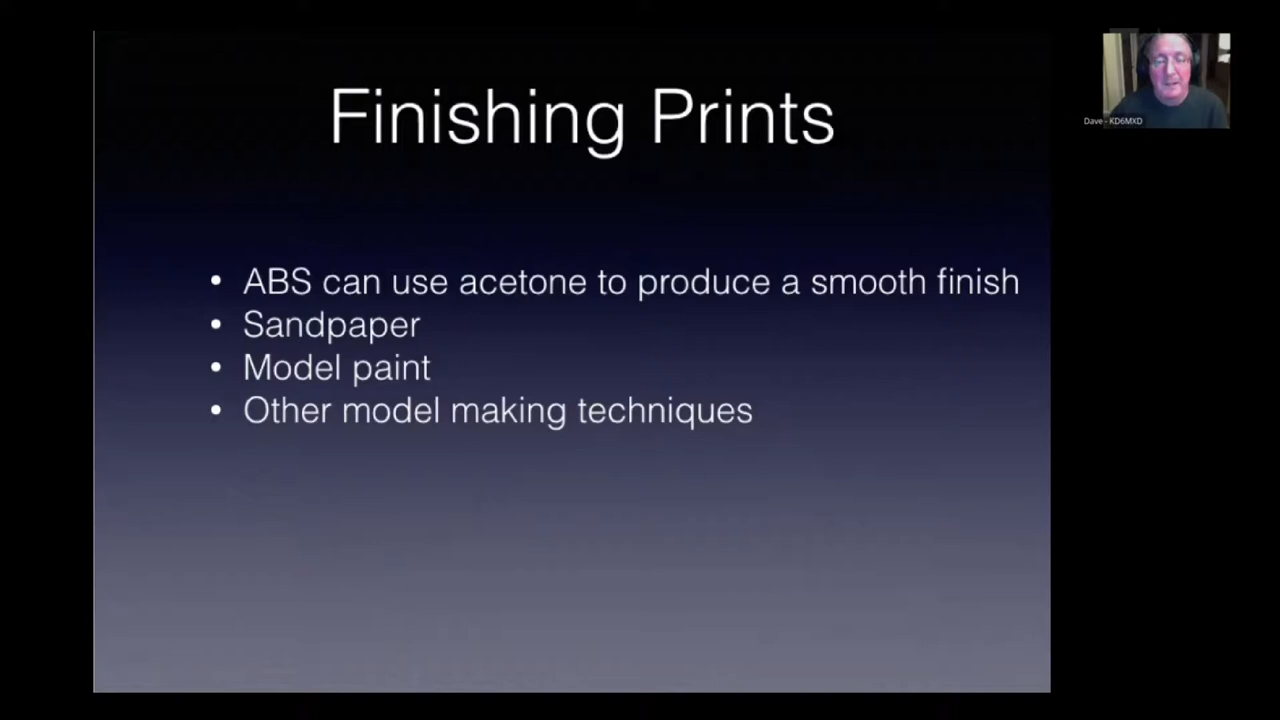 Finishing Prints
• ABS can use acetone to produce a smooth finish
• Sandpaper
• Model paint
• Other model making techniques
Dave - KD6MXD